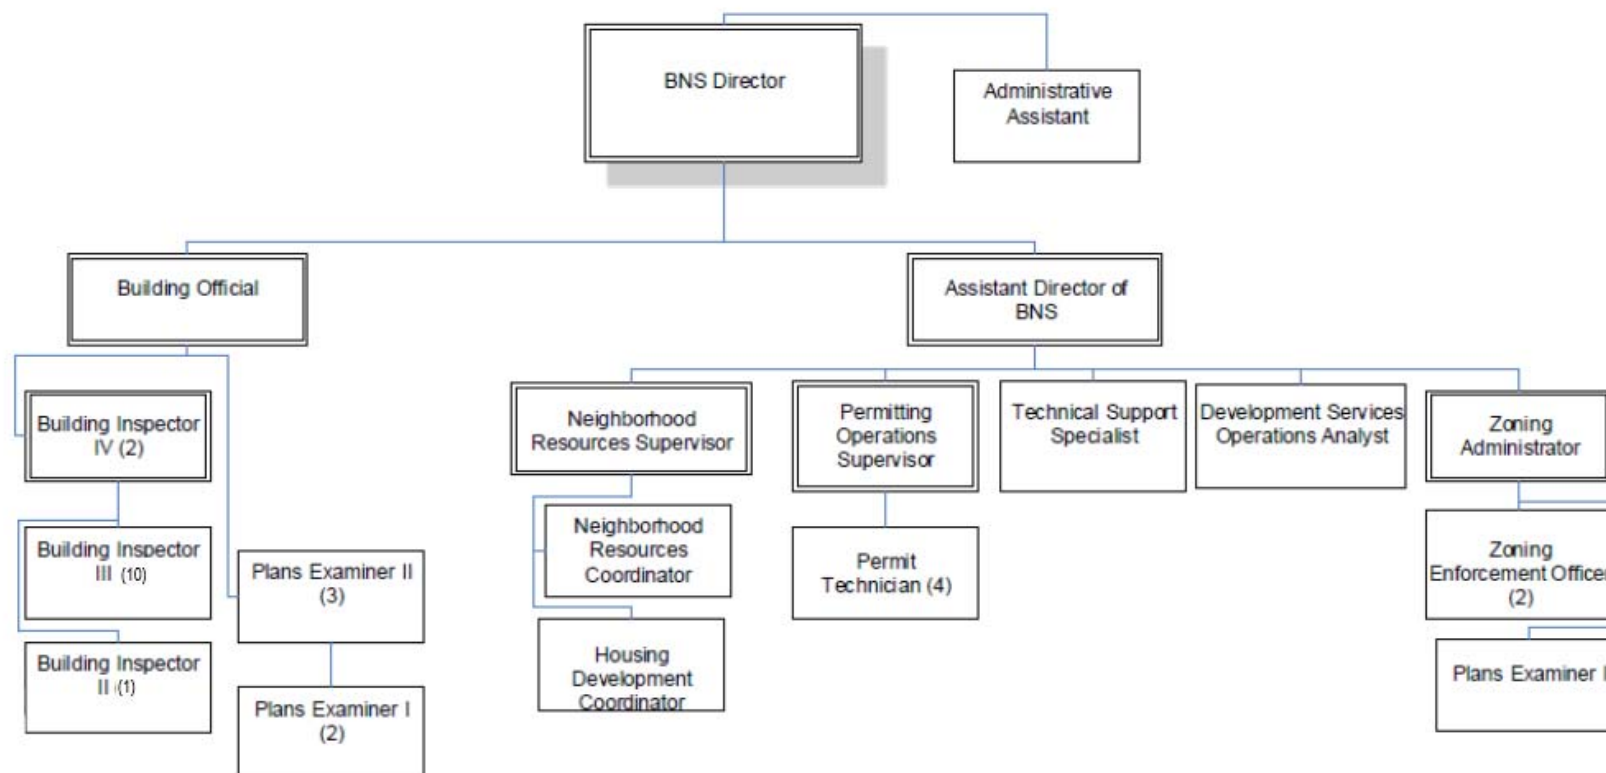 BNS Director
Administrative
Assistant
Building Official
Assistant Director of
BNS
Building Inspector
IV (2)
Neighborhood
Resources Supervisor
Permitting
Operations
Supervisor
Technical Support
Specialist
Development Services
Operations Analyst
Zoning
Administrator
Building Inspector
III (10)
Plans Examiner II
(3)
Neighborhood
Resources
Coordinator
Permit
Technician (4)
Zoning
Enforcement Officer
(2)
Building Inspector
II (1)
Plans Examiner I
(2)
Housing
Development
Coordinator
Plans Examiner I